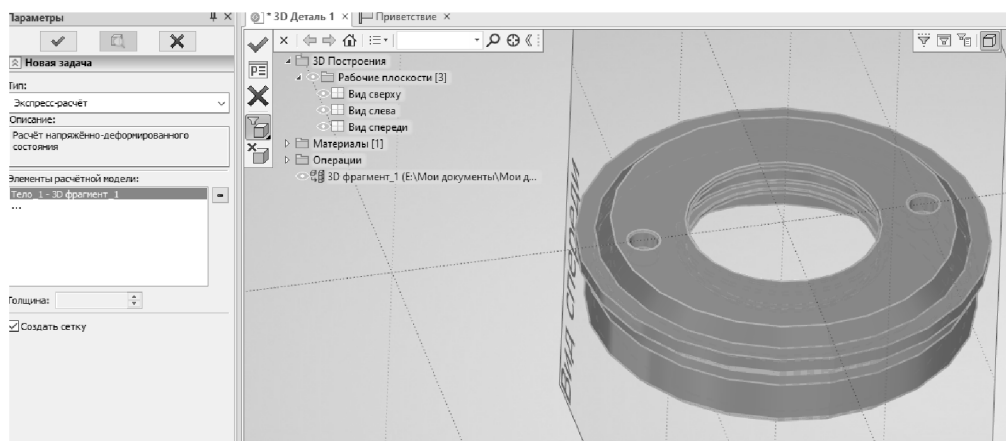 Параметры
Новая задача
Тип:
Экспресс-расчёт
Описание:
Расчёт напряжённо-деформированного
состояния
Элементы расчётной модели:
Тело_1 - 3D фрагмент_1
...
Толщина:
Создать сетку
* 3D Деталь 1
Приветствие
3D Построения
Рабочие плоскости [3]
Вид сверху
Вид слева
Вид спереди
Материалы [1]
Операции
3D фрагмент_1 (E:\Мои документы\Мои д...
Вид спереди